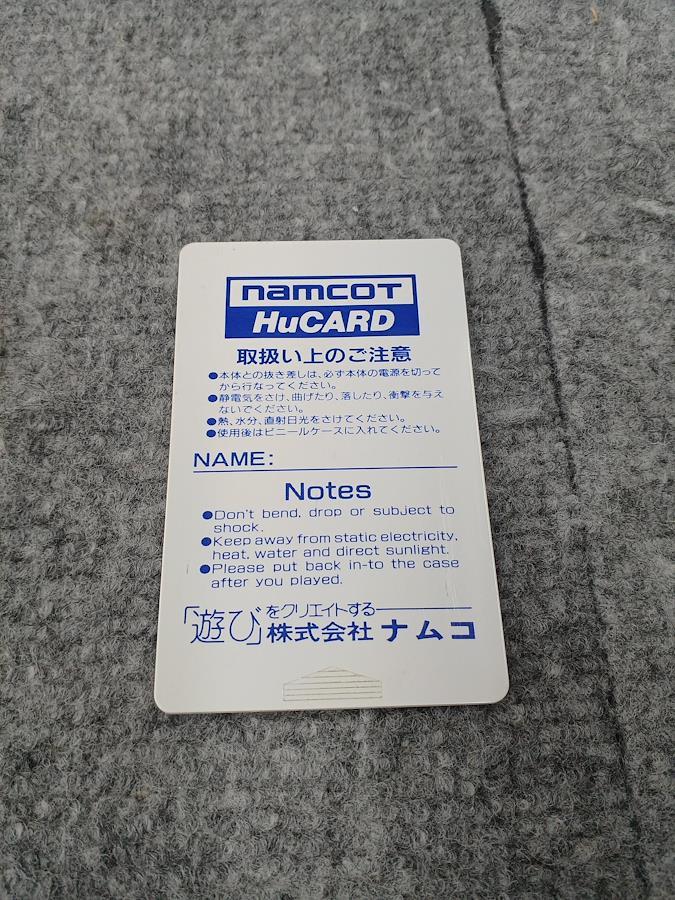 namcot
HuCARD
取扱い上のご注意
●本体との抜き差しは、必ず本体の電源を切って
から行なってください。
●静電気をさけ、曲げたり、落したり、衝撃を与え
ないでください。
●熱、水分、直射日光をさけてください。
●使用後はビニールケースに入れてください。
NAME:
Notes
●Don't bend, drop or subject to
shock.
●Keep away from static electricity,
heat, water and direct sunlight.
●Please put back in-to the case
after you played.
「遊び」をクリエイトする
株式会社 ナムコ